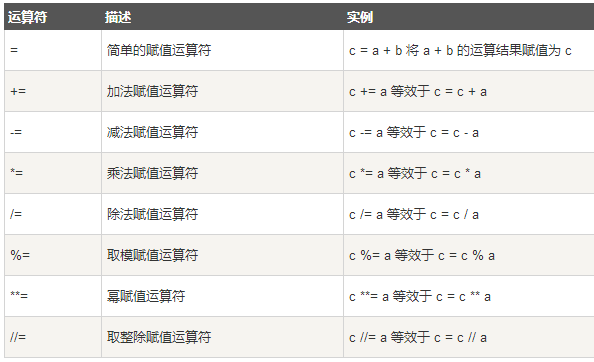 运算符 描述 实例
= 简单的赋值运算符 c = a + b 将 a + b 的运算结果赋值为 c
+= 加法赋值运算符 c += a 等效于 c = c + a
-= 减法赋值运算符 c -= a 等效于 c = c - a
*= 乘法赋值运算符 c *= a 等效于 c = c * a
/= 除法赋值运算符 c /= a 等效于 c = c / a
%= 取模赋值运算符 c %= a 等效于 c = c % a
**= 幂赋值运算符 c **= a 等效于 c = c ** a
//= 取整除赋值运算符 c //= a 等效于 c = c // a